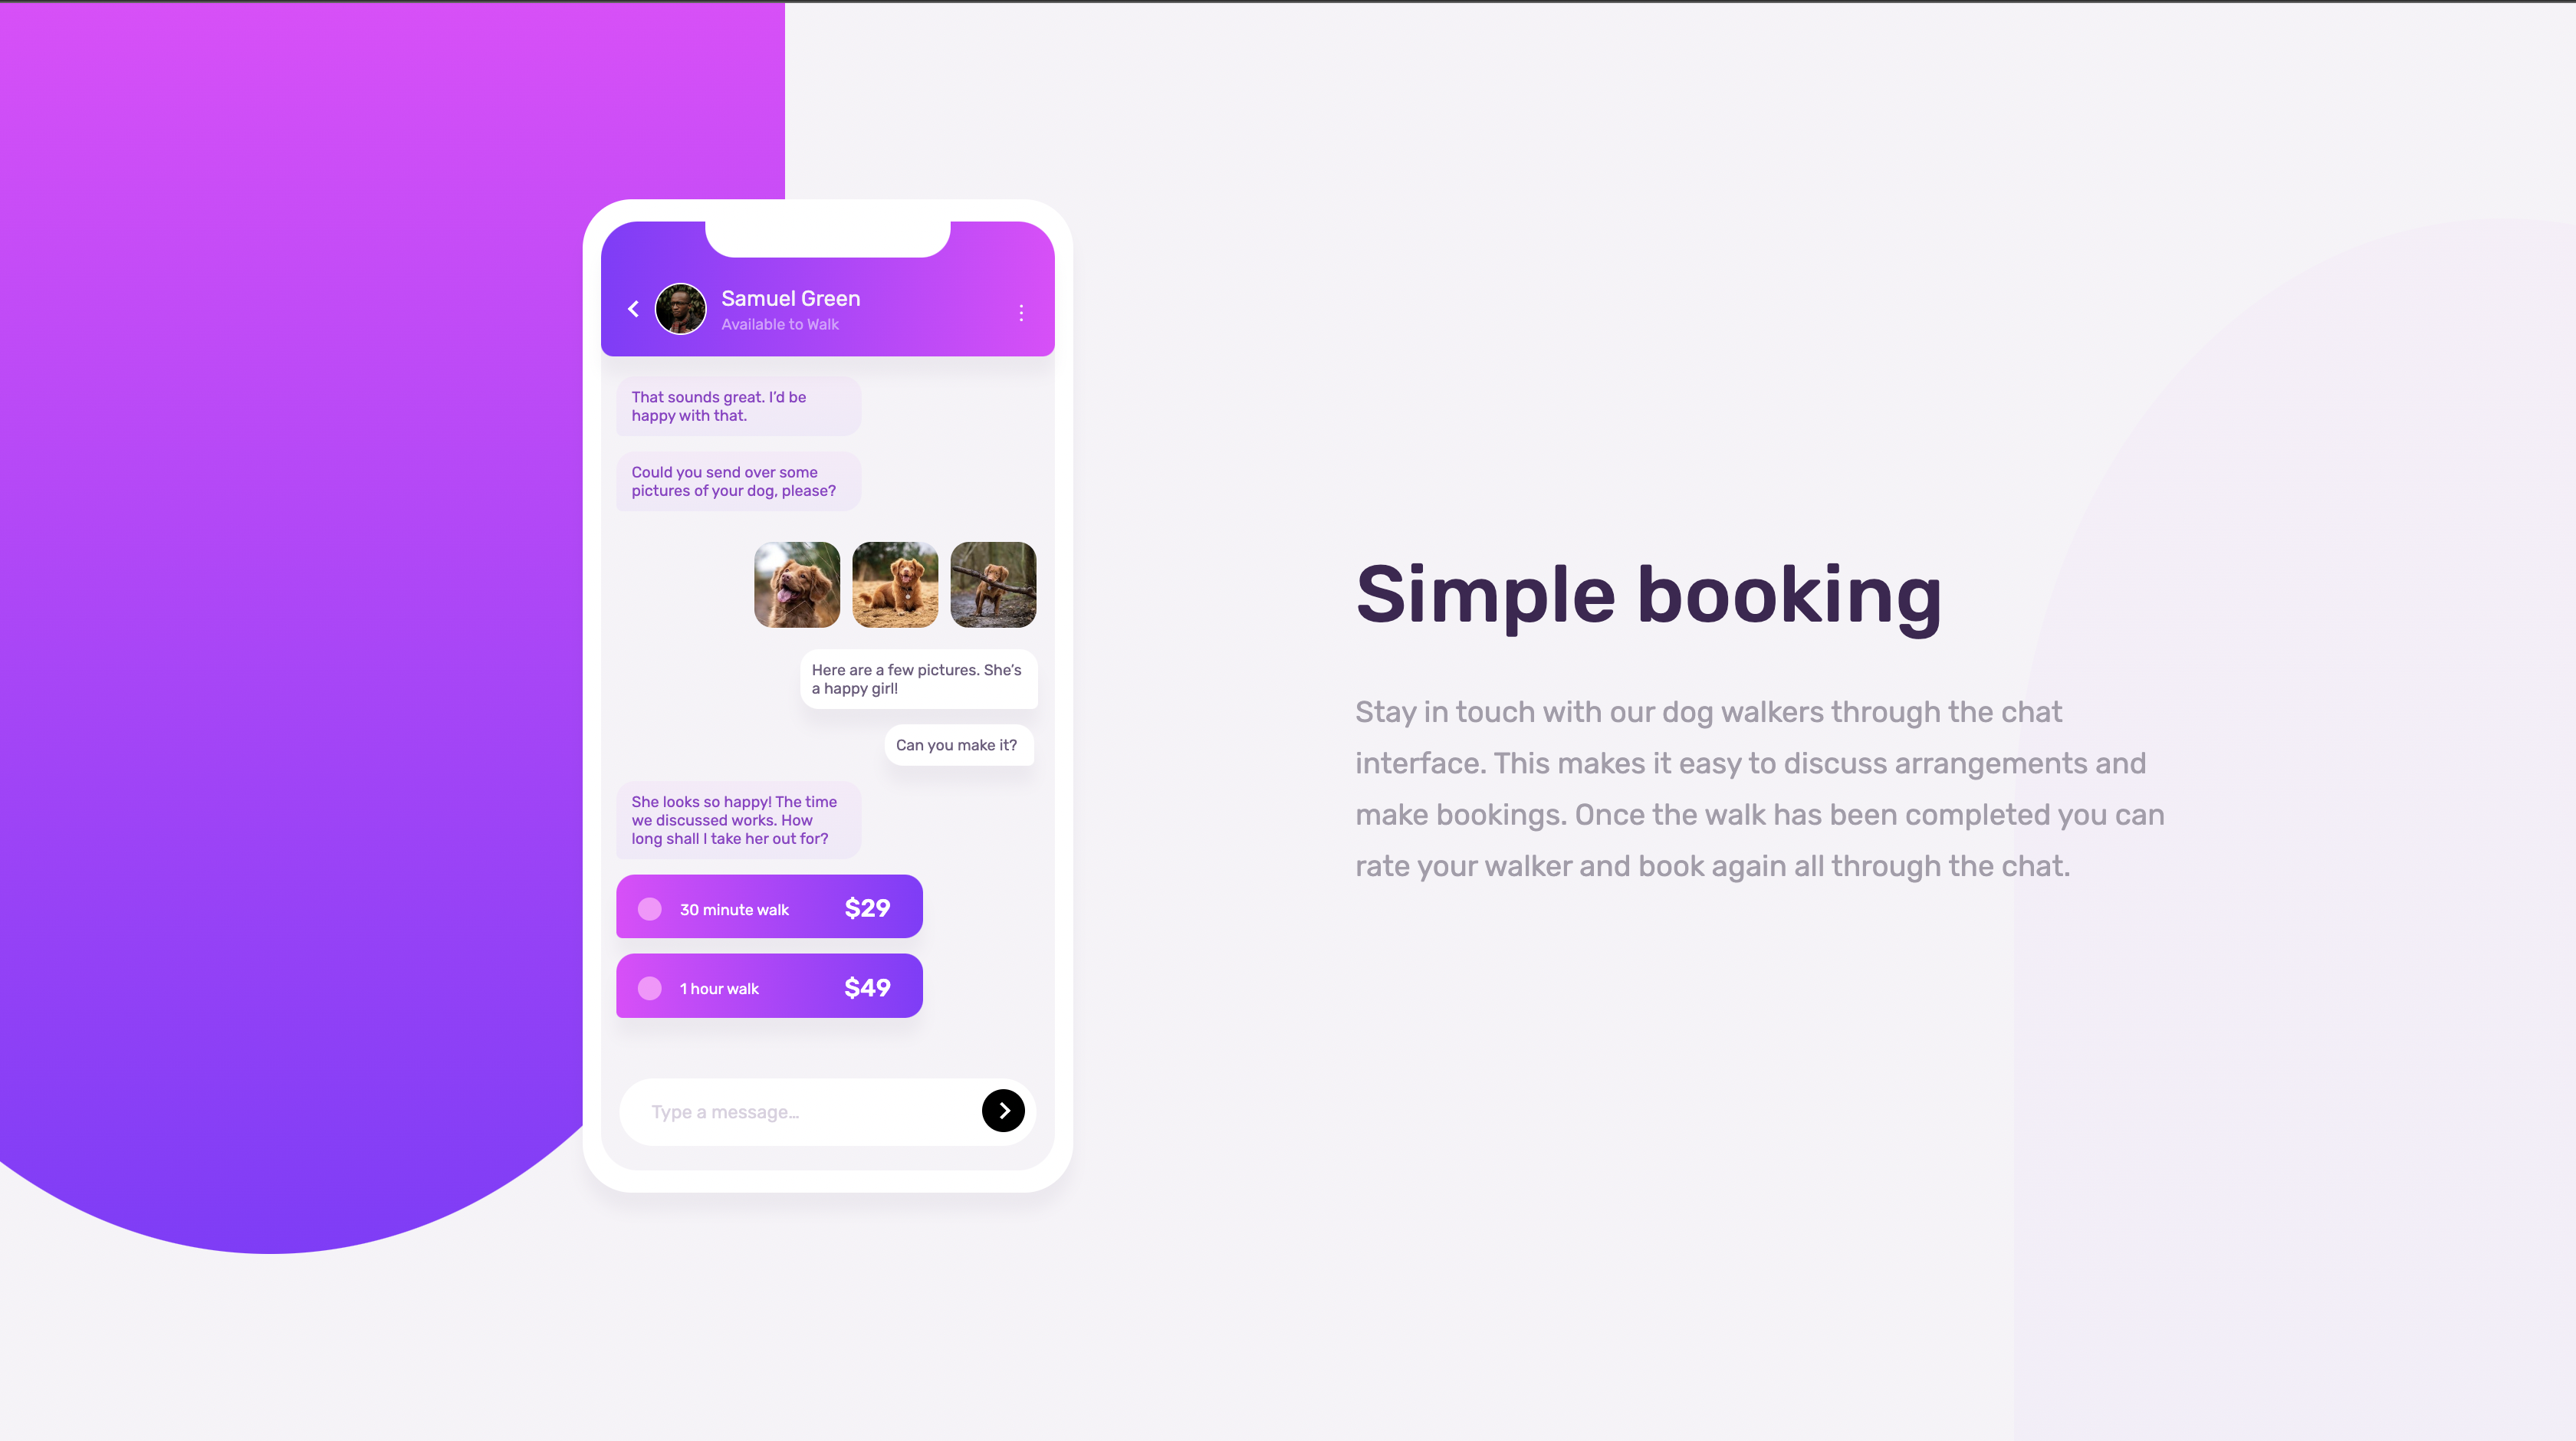 Samuel Green
Available to Walk
That sounds great. I’d be
happy with that.
Could you send over some
pictures of your dog, please?
Here are a few pictures. She’s
a happy girl!
Can you make it?
She looks so happy! The time
we discussed works. How
long shall I take her out for?
30 minute walk $29
1 hour walk $49
Type a message…
Simple booking
Stay in touch with our dog walkers through the chat
interface. This makes it easy to discuss arrangements and
make bookings. Once the walk has been completed you can
rate your walker and book again all through the chat.